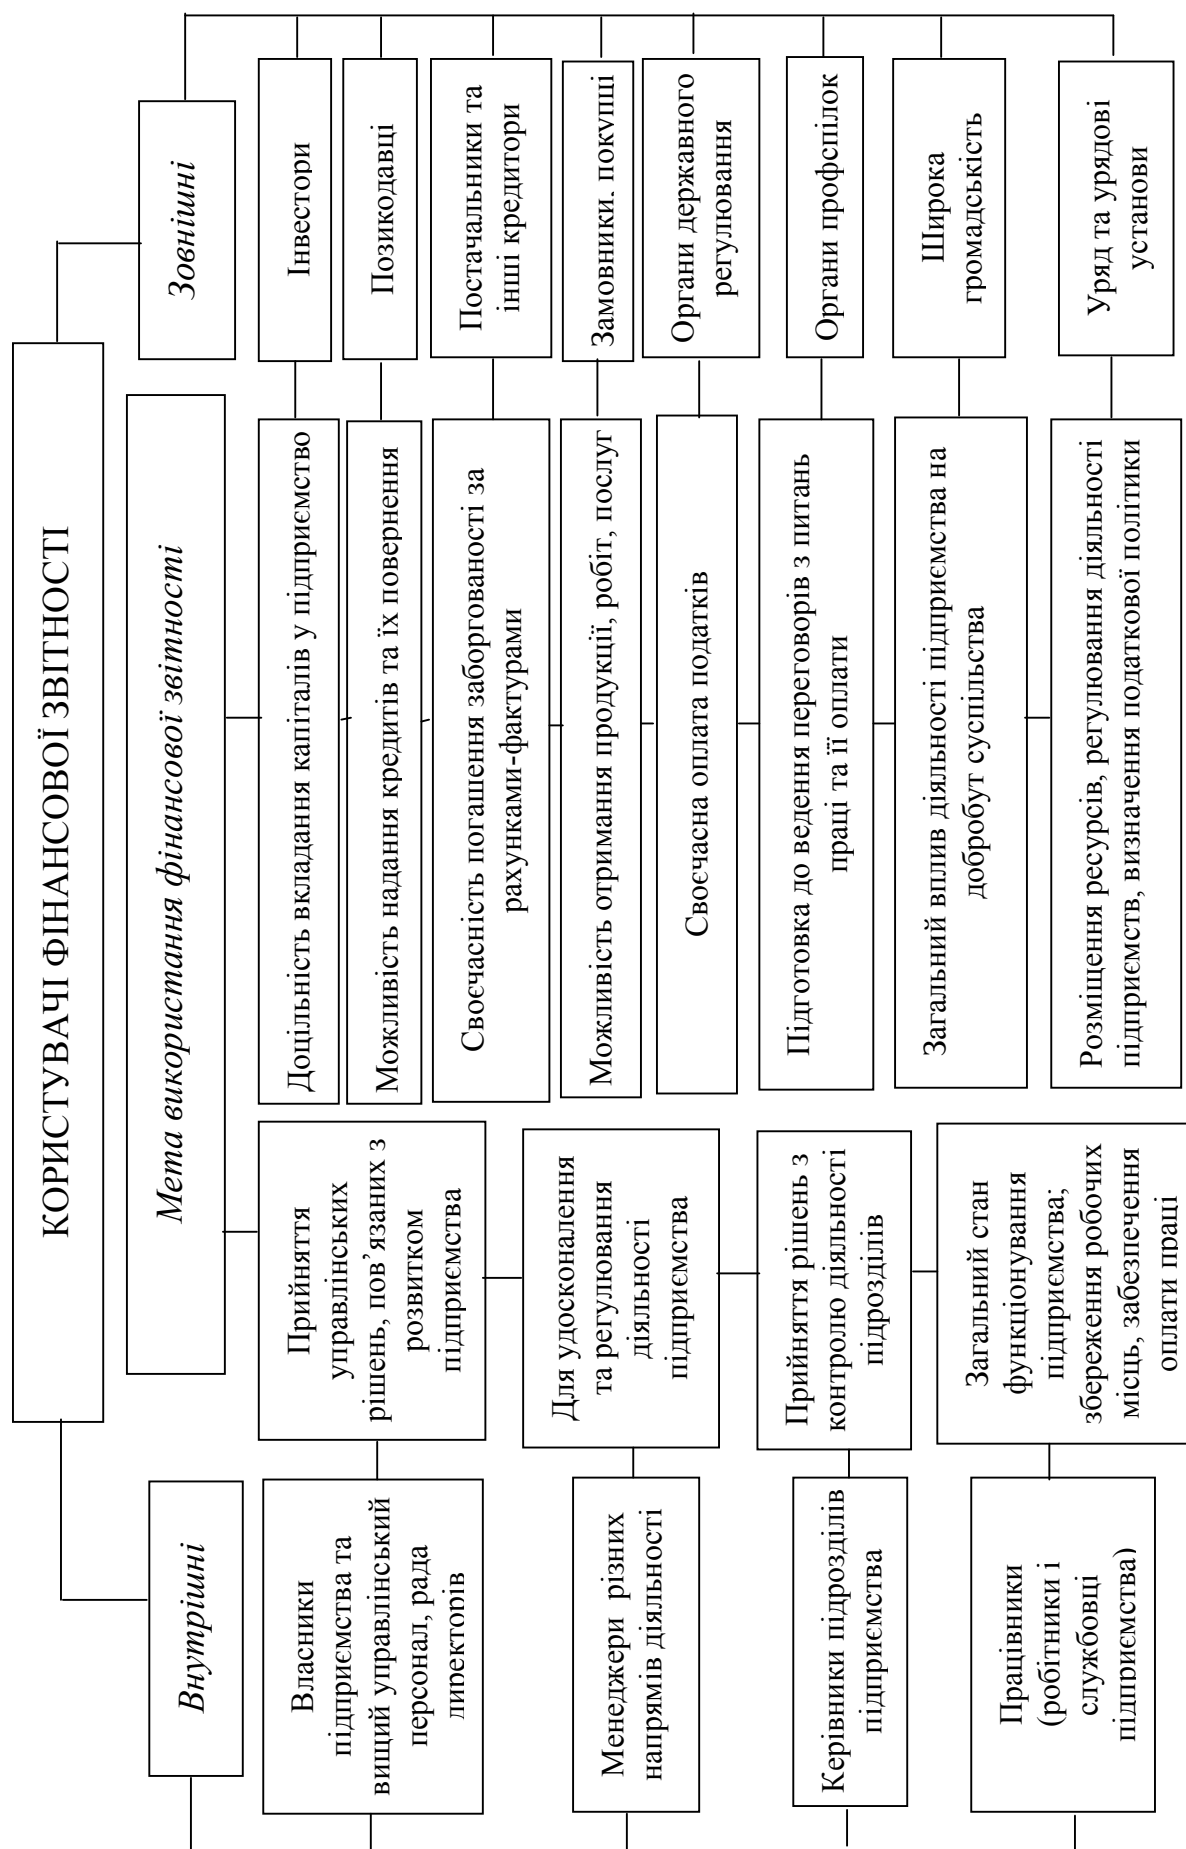 КОРИСТУВАЧІ ФІНАНСОВОЇ ЗВІТНОСТІ
Внутрішні
Мета використання фінансової звітності
Зовнішні
Власники
підприємства та
вищий управлінський
персонал, рада
директорів
Прийняття
управлінських
рішень, пов’язаних з
розвитком
підприємства
Доцільність вкладання капіталів у підприємство
Інвестори
Можливість надання кредитів та їх повернення
Позикодавці
Своєчасність погашення заборгованості за
рахунками-фактурами
Постачальники та
інші кредитори
Менеджери різних
напрямів діяльності
Для удосконалення
та регулювання
діяльності
підприємства
Можливість отримання продукції, робіт, послуг
Замовники, покупці
Своєчасна оплата податків
Органи державного
регулювання
Керівники підрозділів
підприємства
Прийняття рішень з
контролю діяльності
підрозділів
Підготовка до ведення переговорів з питань
праці та її оплати
Органи профспілок
Працівники
(робітники і
службовці
підприємства)
Загальний стан
функціонування
підприємства;
збереження робочих
місць, забезпечення
оплати праці
Загальний вплив діяльності підприємства на
добробут суспільства
Широка
громадськість
Розміщення ресурсів, регулювання діяльності
підприємств, визначення податкової політики
Уряд та урядові
установи